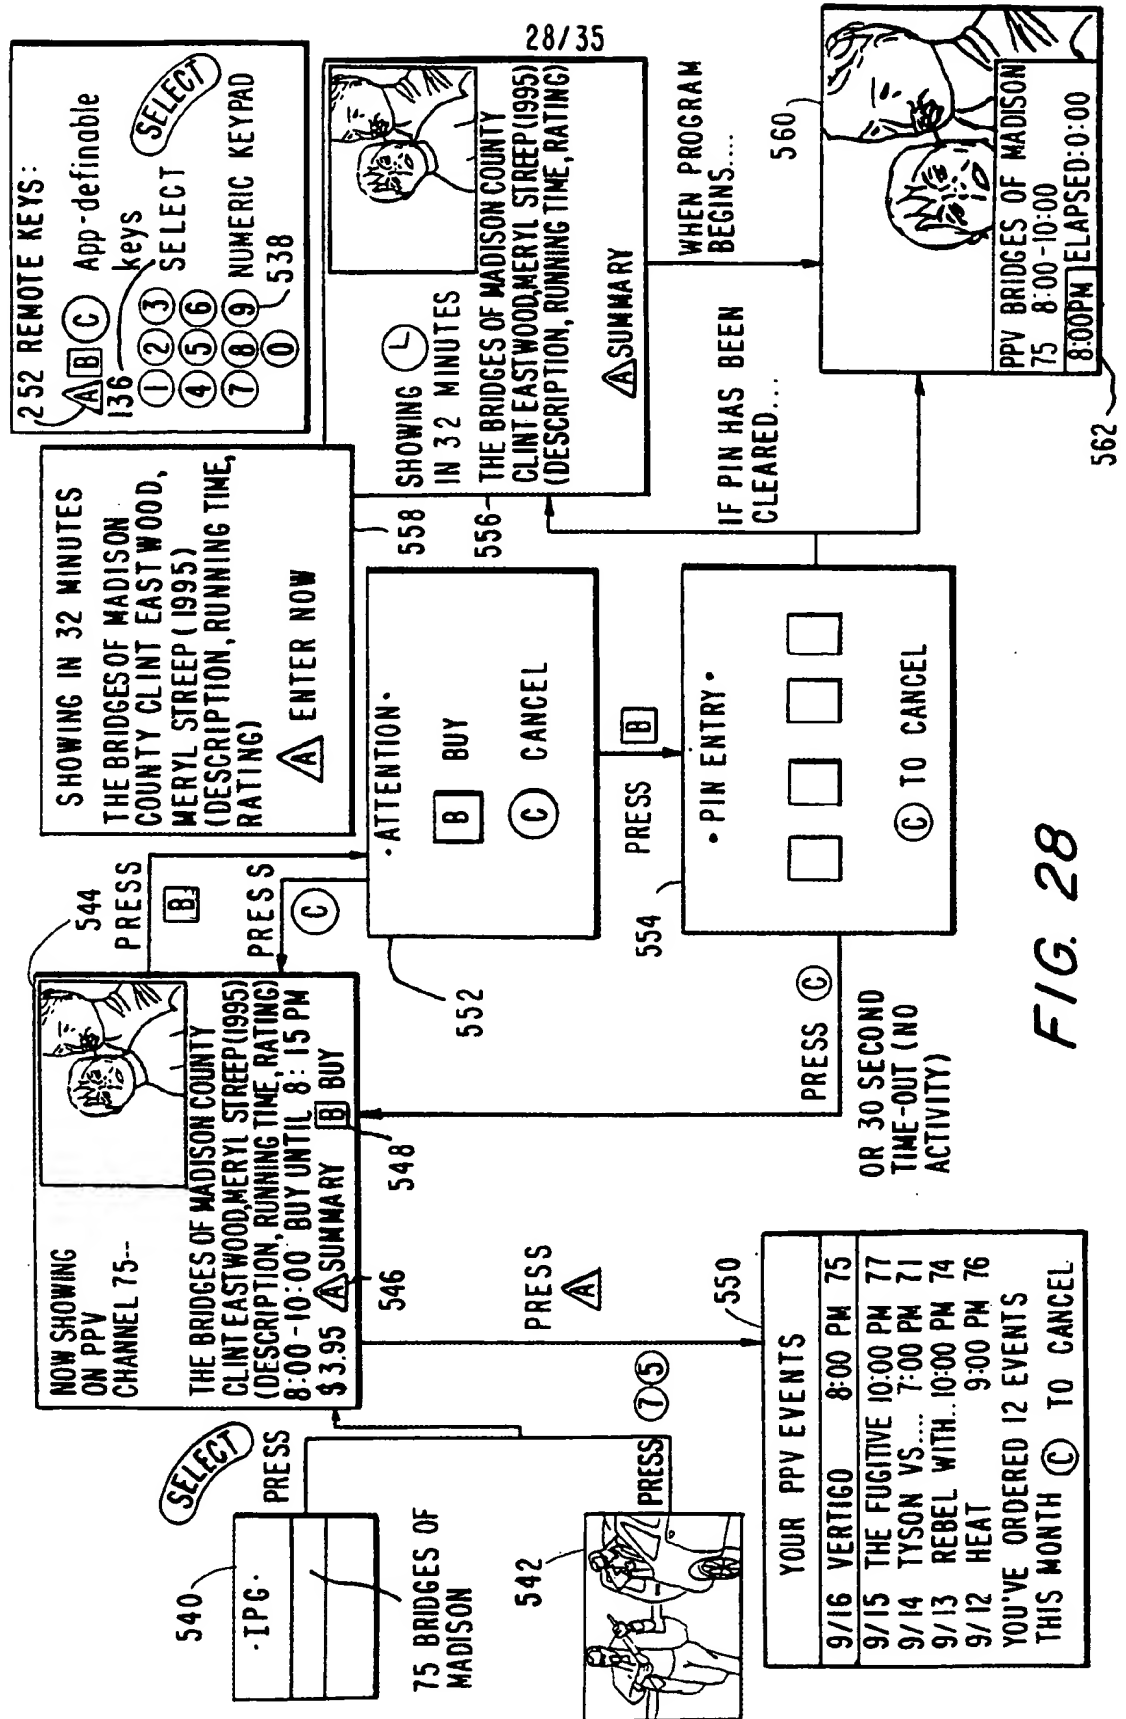 28/35
252 REMOTE KEYS:
A B C App-definable
keys
136
1 2 3 SELECT
SELECT
4 5 6
7 8 9 NUMERIC KEYPAD
0
538
544
NOW SHOWING
ON PPV
CHANNEL 75--
THE BRIDGES OF MADISON COUNTY
CLINT EASTWOOD,MERYL STREEP(1995)
(DESCRIPTION, RUNNING TIME, RATING)
8:00-10:00 BUY UNTIL 8:15 PM
$3.95 A SUMMARY B BUY
546
548
PRESS
B
PRESS
C
SHOWING IN 32 MINUTES
THE BRIDGES OF MADISON
COUNTY CLINT EASTWOOD,
MERYL STREEP (1995)
(DESCRIPTION, RUNNING TIME,
RATING)
A ENTER NOW
558
SHOWING
IN 32 MINUTES
THE BRIDGES OF MADISON COUNTY
CLINT EASTWOOD,MERYL STREEP(1995)
(DESCRIPTION, RUNNING TIME, RATING)
A SUMMARY
556
540
·IPG·
SELECT
PRESS
75 BRIDGES OF
MADISON
542
PRESS 7 5
PRESS
A
·ATTENTION·
B BUY
C CANCEL
552
PRESS B
554
·PIN ENTRY·
C TO CANCEL
PRESS C
OR 30 SECOND
TIME-OUT (NO
ACTIVITY)
IF PIN HAS BEEN
CLEARED...
WHEN PROGRAM
BEGINS....
560
PPV BRIDGES OF MADISON
75 8:00-10:00
8:00PM ELAPSED:0:00
562
550
YOUR PPV EVENTS
9/16 VERTIGO 8:00 PM 75
9/15 THE FUGITIVE 10:00 PM 77
9/14 TYSON VS..... 7:00 PM 71
9/13 REBEL WITH..10:00 PM 74
9/12 HEAT 9:00 PM 76
YOU'VE ORDERED 12 EVENTS
THIS MONTH C TO CANCEL
FIG. 28